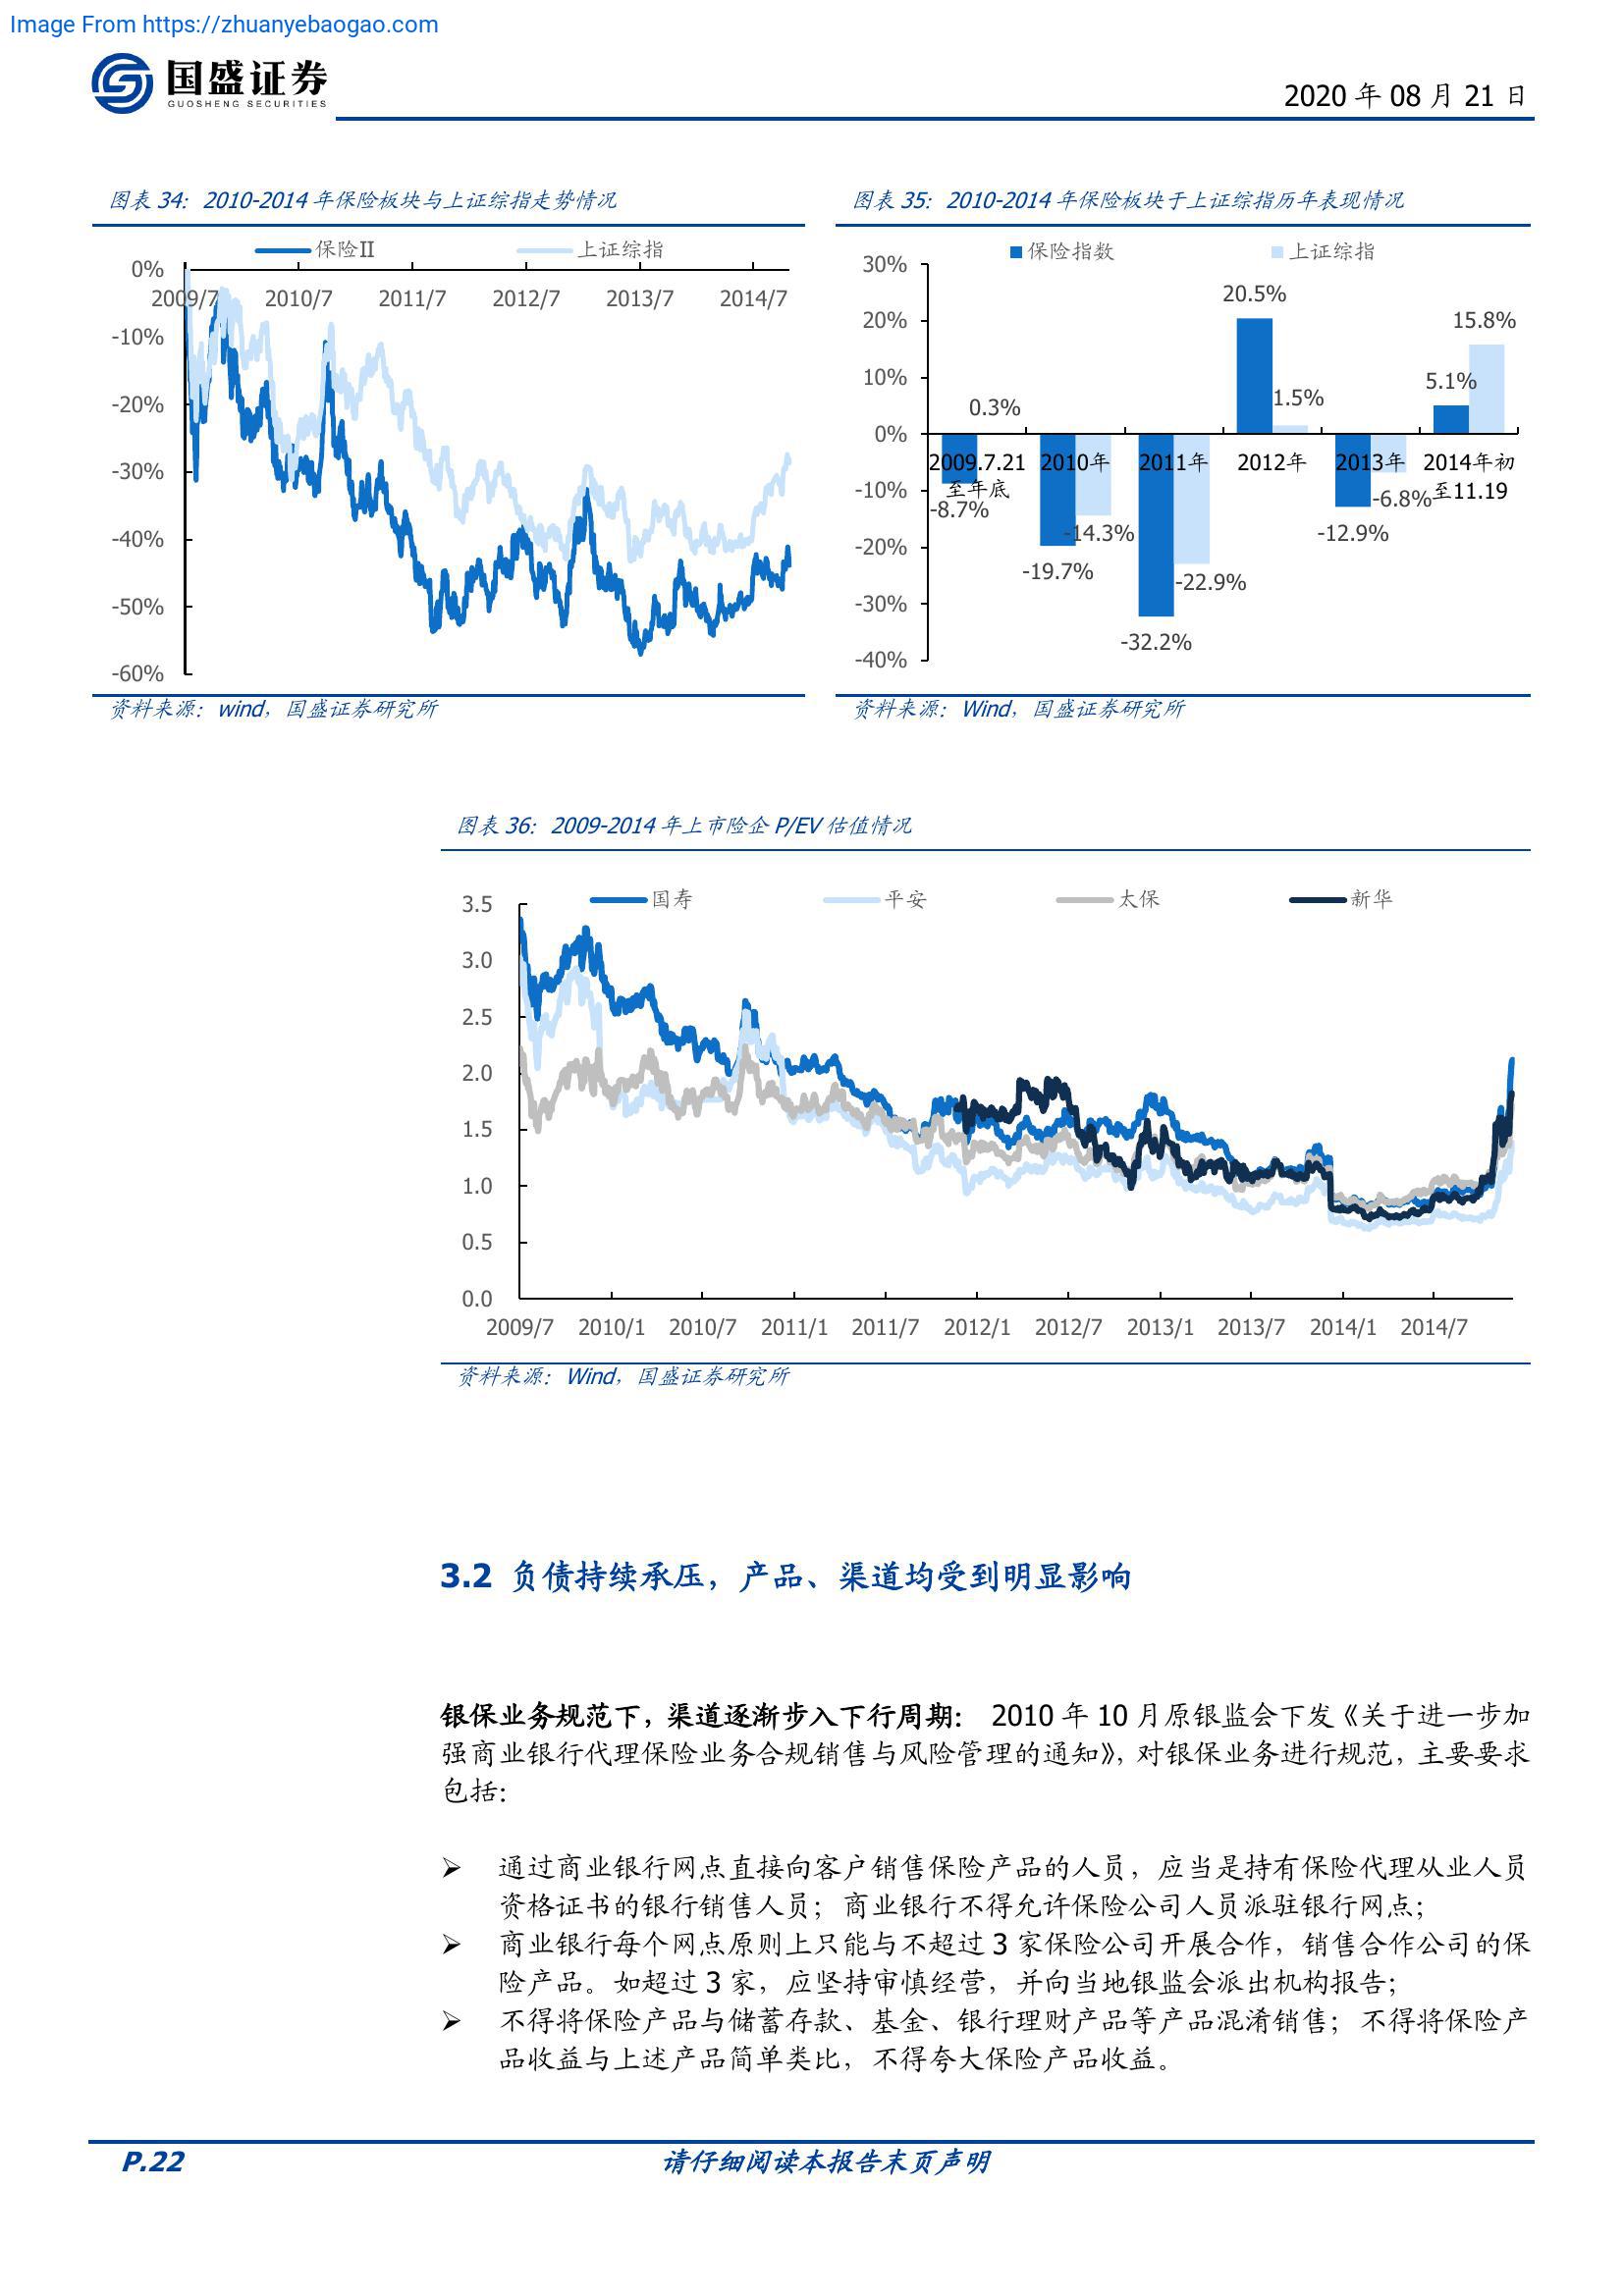 Image From https://zhuanyebaogao.com
国盛证券
GUOSHENG SECURITIES
2020 年 08 月 21 日
图表 34：2010-2014 年保险板块与上证综指走势情况
保险Ⅱ 上证综指
0%
-10%
-20%
-30%
-40%
-50%
-60%
2009/7 2010/7 2011/7 2012/7 2013/7 2014/7
资料来源：wind，国盛证券研究所
图表 35：2010-2014 年保险板块于上证综指历年表现情况
保险指数 上证综指
30%
20%
10%
0%
-10%
-20%
-30%
-40%
-8.7%
0.3%
-19.7%
-14.3%
-32.2%
-22.9%
20.5%
1.5%
-12.9%
-6.8%
5.1%
15.8%
2009.7.21 2010年 2011年 2012年 2013年 2014年初
至年底 至11.19
资料来源：Wind，国盛证券研究所
图表 36：2009-2014 年上市险企 P/EV 估值情况
国寿 平安 太保 新华
3.5
3.0
2.5
2.0
1.5
1.0
0.5
0.0
2009/7 2010/1 2010/7 2011/1 2011/7 2012/1 2012/7 2013/1 2013/7 2014/1 2014/7
资料来源：Wind，国盛证券研究所
3.2 负债持续承压，产品、渠道均受到明显影响
银保业务规范下，渠道逐渐步入下行周期： 2010 年 10 月原银监会下发《关于进一步加
强商业银行代理保险业务合规销售与风险管理的通知》，对银保业务进行规范，主要要求
包括：
➢ 通过商业银行网点直接向客户销售保险产品的人员，应当是持有保险代理从业人员
资格证书的银行销售人员；商业银行不得允许保险公司人员派驻银行网点；
➢ 商业银行每个网点原则上只能与不超过 3 家保险公司开展合作，销售合作公司的保
险产品。如超过 3 家，应坚持审慎经营，并向当地银监会派出机构报告；
➢ 不得将保险产品与储蓄存款、基金、银行理财产品等产品混淆销售；不得将保险产
品收益与上述产品简单类比，不得夸大保险产品收益。
P.22
请仔细阅读本报告末页声明